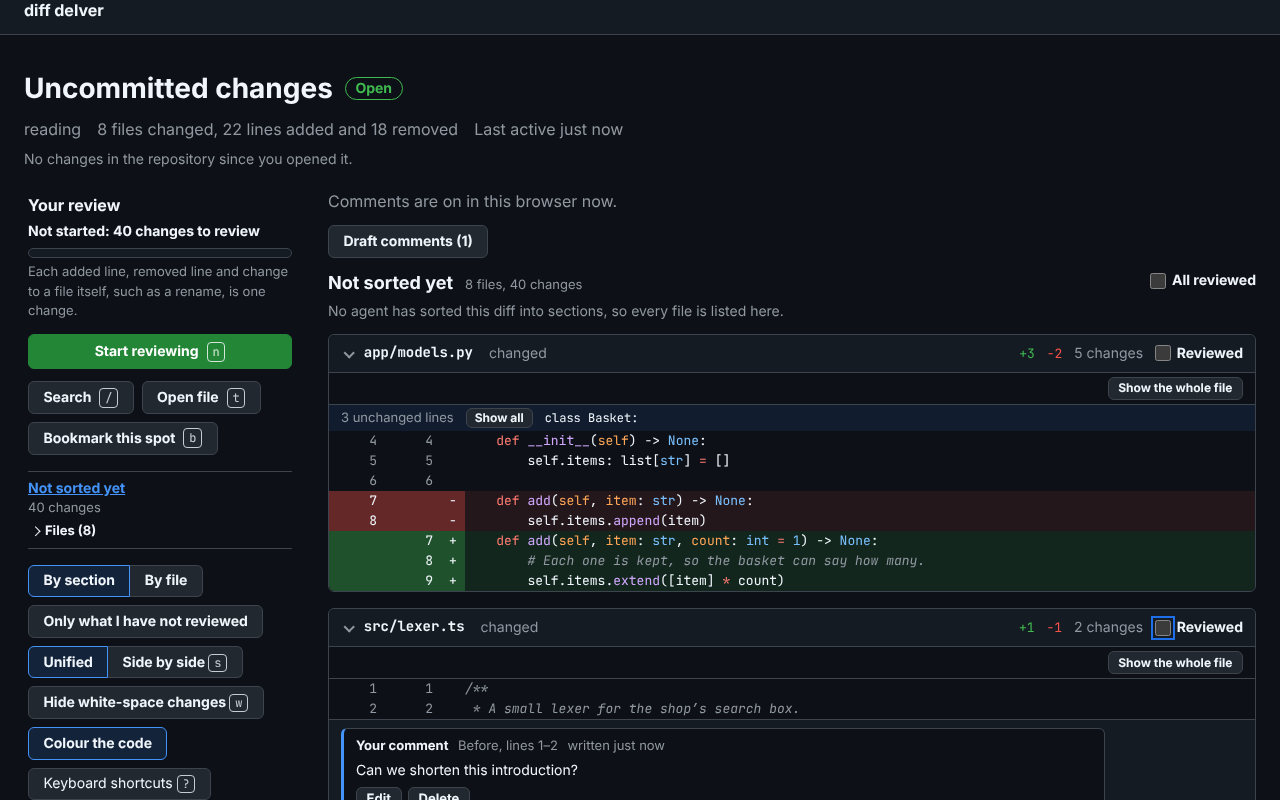 diff delver
Uncommitted changes Open
reading 8 files changed, 22 lines added and 18 removed Last active just now
No changes in the repository since you opened it.
Your review
Not started: 40 changes to review
Each added line, removed line and change
to a file itself, such as a rename, is one
change.
Start reviewing n
Search / Open file t
Bookmark this spot b
Not sorted yet
40 changes
Files (8)
By section By file
Only what I have not reviewed
Unified Side by side s
Hide white-space changes w
Colour the code
Keyboard shortcuts ?
Comments are on in this browser now.
Draft comments (1)
Not sorted yet 8 files, 40 changes All reviewed
No agent has sorted this diff into sections, so every file is listed here.
app/models.py changed +3 -2 5 changes Reviewed
Show the whole file
3 unchanged lines Show all class Basket:
4 4 def __init__(self) -> None:
5 5 self.items: list[str] = []
6 6
7 - def add(self, item: str) -> None:
8 - self.items.append(item)
7 + def add(self, item: str, count: int = 1) -> None:
8 + # Each one is kept, so the basket can say how many.
9 + self.items.extend([item] * count)
src/lexer.ts changed +1 -1 2 changes Reviewed
Show the whole file
1 1 /**
2 2 * A small lexer for the shop’s search box.
Your comment Before, lines 1–2 written just now
Can we shorten this introduction?
Edit Delete